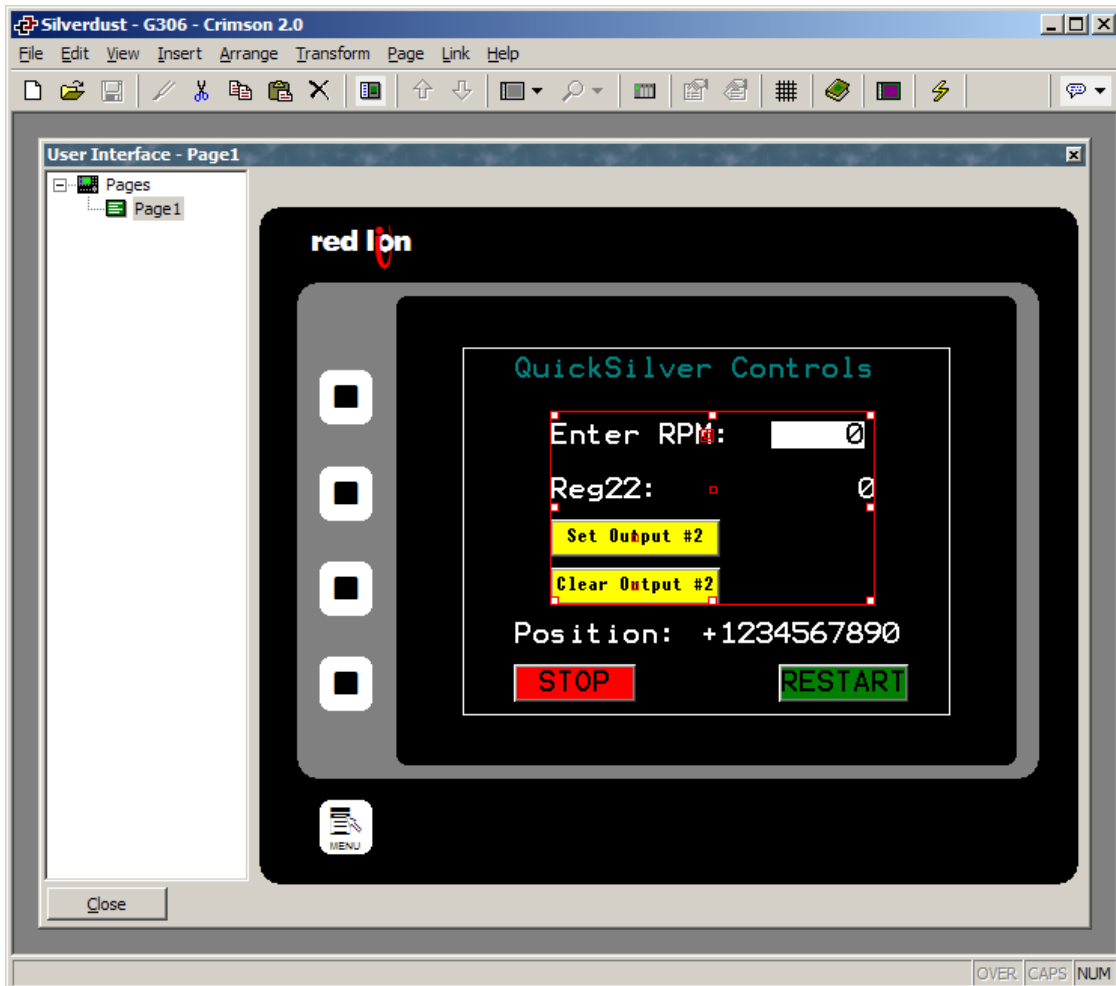 Silverdust - G306 - Crimson 2.0
File Edit View Insert Arrange Transform Page Link Help
User Interface - Page1
Pages
Page1
red lion
QuickSilver Controls
Enter RPM: 0
Reg22: 0
Set Output #2
Clear Output #2
Position: +1234567890
STOP RESTART
MENU
Close
OVER CAPS NUM